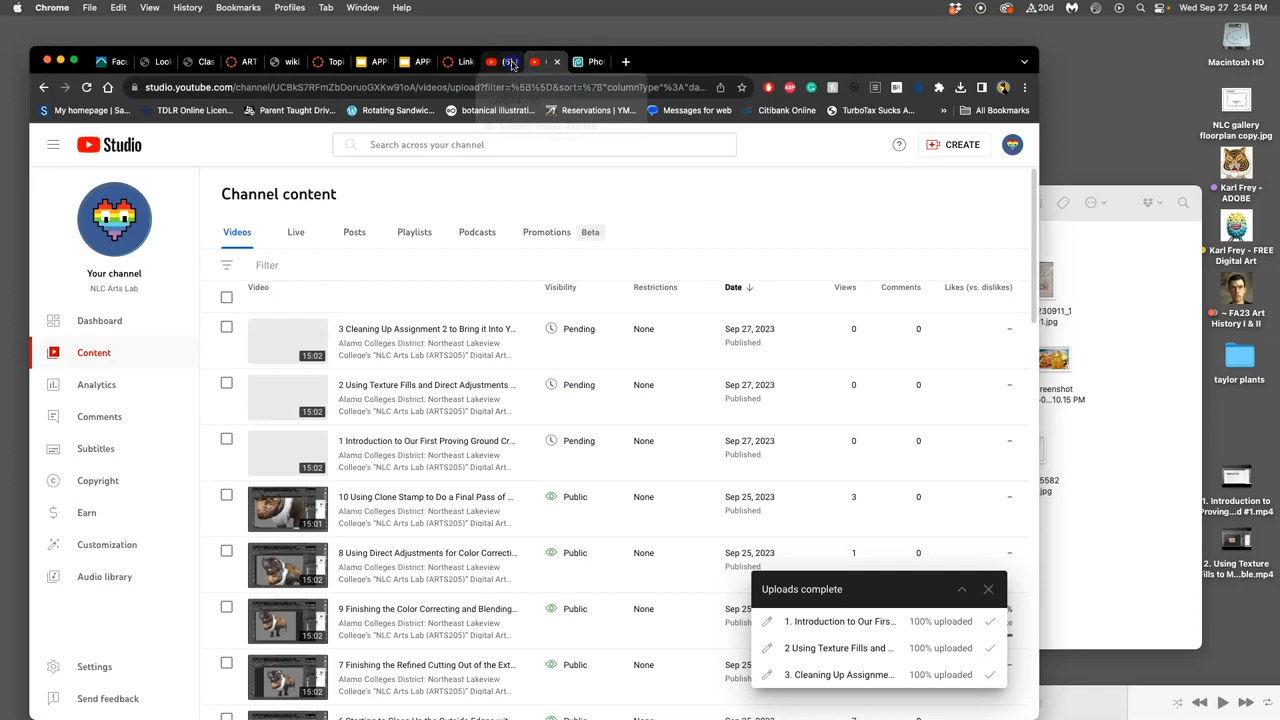 Chrome File Edit View History Bookmarks Profiles Tab Window Help
20d Wed Sep 27 2:54 PM
Facu Look Clas ART wiki Topi APP APP Link Pho
studio.youtube.com/channel/UCBkS7RFmZbDoruoGXKw91oA/videos/upload?filter=%5B%5D&sort=%7B"columnType"%3A"da...
My homepage TDLR Online Licen... Parent Taught Drivi... Pirating Sandwic... botanical illustrati... Reservations | YM... Messages for web Citibank Online TurboTax Sucks A... » All Bookmarks
Studio
Search across your channel
CREATE
Your channel
NLC Arts Lab
Dashboard
Content
Analytics
Comments
Subtitles
Copyright
Earn
Customization
Audio library
Settings
Send feedback
Channel content
Videos Live Posts Playlists Podcasts Promotions Beta
Filter
Video Visibility Restrictions Date Views Comments Likes (vs. dislikes)
15:02
3 Cleaning Up Assignment 2 to Bring it Into Y... Pending None Sep 27, 2023 0 0 –
Alamo Colleges District: Northeast Lakeview Published
College's "NLC Arts Lab (ARTS205)" Digital Art...
15:02
2 Using Texture Fills and Direct Adjustments ... Pending None Sep 27, 2023 0 0 –
Alamo Colleges District: Northeast Lakeview Published
College's "NLC Arts Lab (ARTS205)" Digital Art...
15:02
1 Introduction to Our First Proving Ground Cr... Pending None Sep 27, 2023 0 0 –
Alamo Colleges District: Northeast Lakeview Published
College's "NLC Arts Lab (ARTS205)" Digital Art...
15:01
10 Using Clone Stamp to Do a Final Pass of ... Public None Sep 25, 2023 3 0 –
Alamo Colleges District: Northeast Lakeview Published
College's "NLC Arts Lab (ARTS205)" Digital Art...
15:02
8 Using Direct Adjustments for Color Correcti... Public None Sep 25, 2023 1 0 –
Alamo Colleges District: Northeast Lakeview Published
College's "NLC Arts Lab (ARTS205)" Digital Art...
15:02
9 Finishing the Color Correcting and Blending... Public None Sep 25
Alamo Colleges District: Northeast Lakeview Publish
College's "NLC Arts Lab (ARTS205)" Digital Art...
15:02
7 Finishing the Refined Cutting Out of the Ext... Public None Sep 25
Alamo Colleges District: Northeast Lakeview Publish
College's "NLC Arts Lab (ARTS205)" Digital Art...
Uploads complete
1. Introduction to Our Firs... 100% uploaded
2 Using Texture Fills and ... 100% uploaded
3. Cleaning Up Assignme... 100% uploaded
230911_1
01.jpg
creenshot
-0...10.15 PM
5582
.jpg
Macintosh HD
NLC gallery
floorplan copy.jpg
Karl Frey -
ADOBE
Karl Frey - FREE
Digital Art
~ FA23 Art
History I & II
taylor plants
1. Introduction to
Proving...d #1.mp4
2. Using Texture
Fills to M...ble.mp4